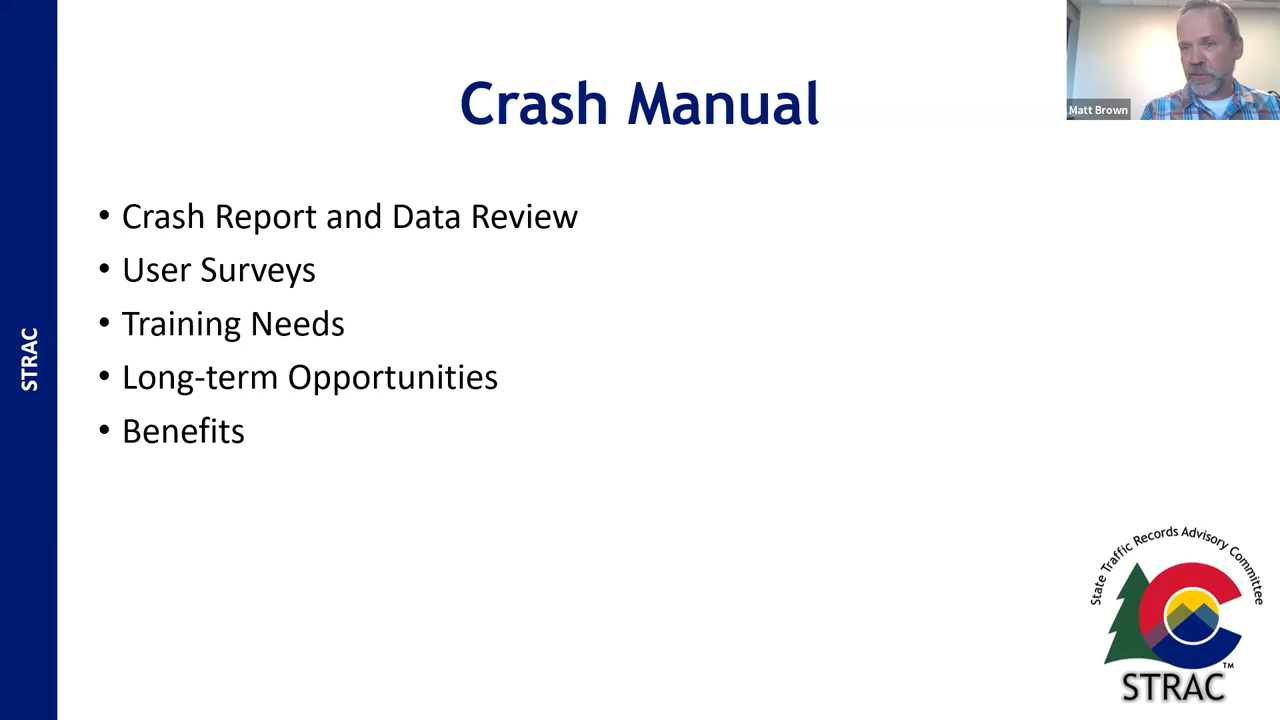 Crash Manual
Matt Brown
• Crash Report and Data Review
• User Surveys
• Training Needs
• Long-term Opportunities
• Benefits
STRAC
State Traffic Records Advisory Committee
TM
STRAC